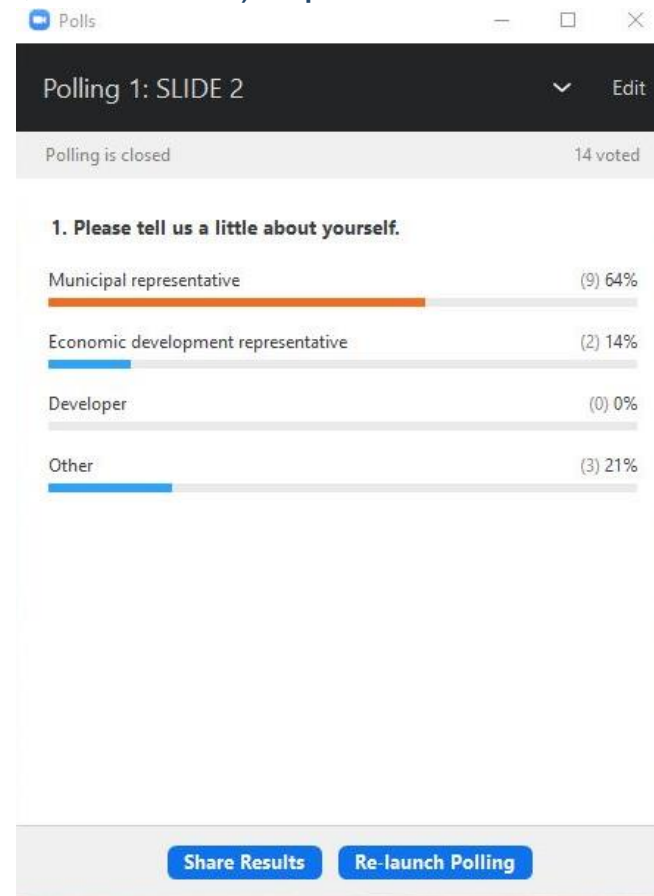 Polls
Polling 1: SLIDE 2 Edit
Polling is closed 14 voted
1. Please tell us a little about yourself.
Municipal representative (9) 64%
Economic development representative (2) 14%
Developer (0) 0%
Other (3) 21%
Share Results Re-launch Polling